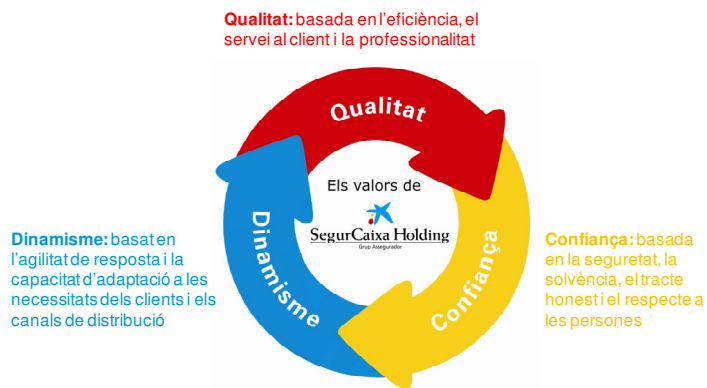 Qualitat: basada en l'eficiència, el
servei al client i la professionalitat
Qualitat
Els valors de
SegurCaixa Holding
Grup Assegurador
Dinamisme
Confiança
Dinamisme: basat en
l'agilitat de resposta i la
capacitat d'adaptació a les
necessitats dels clients i els
canals de distribució
Confiança: basada
en la seguretat, la
solvència, el tracte
honest i el respecte a
les persones